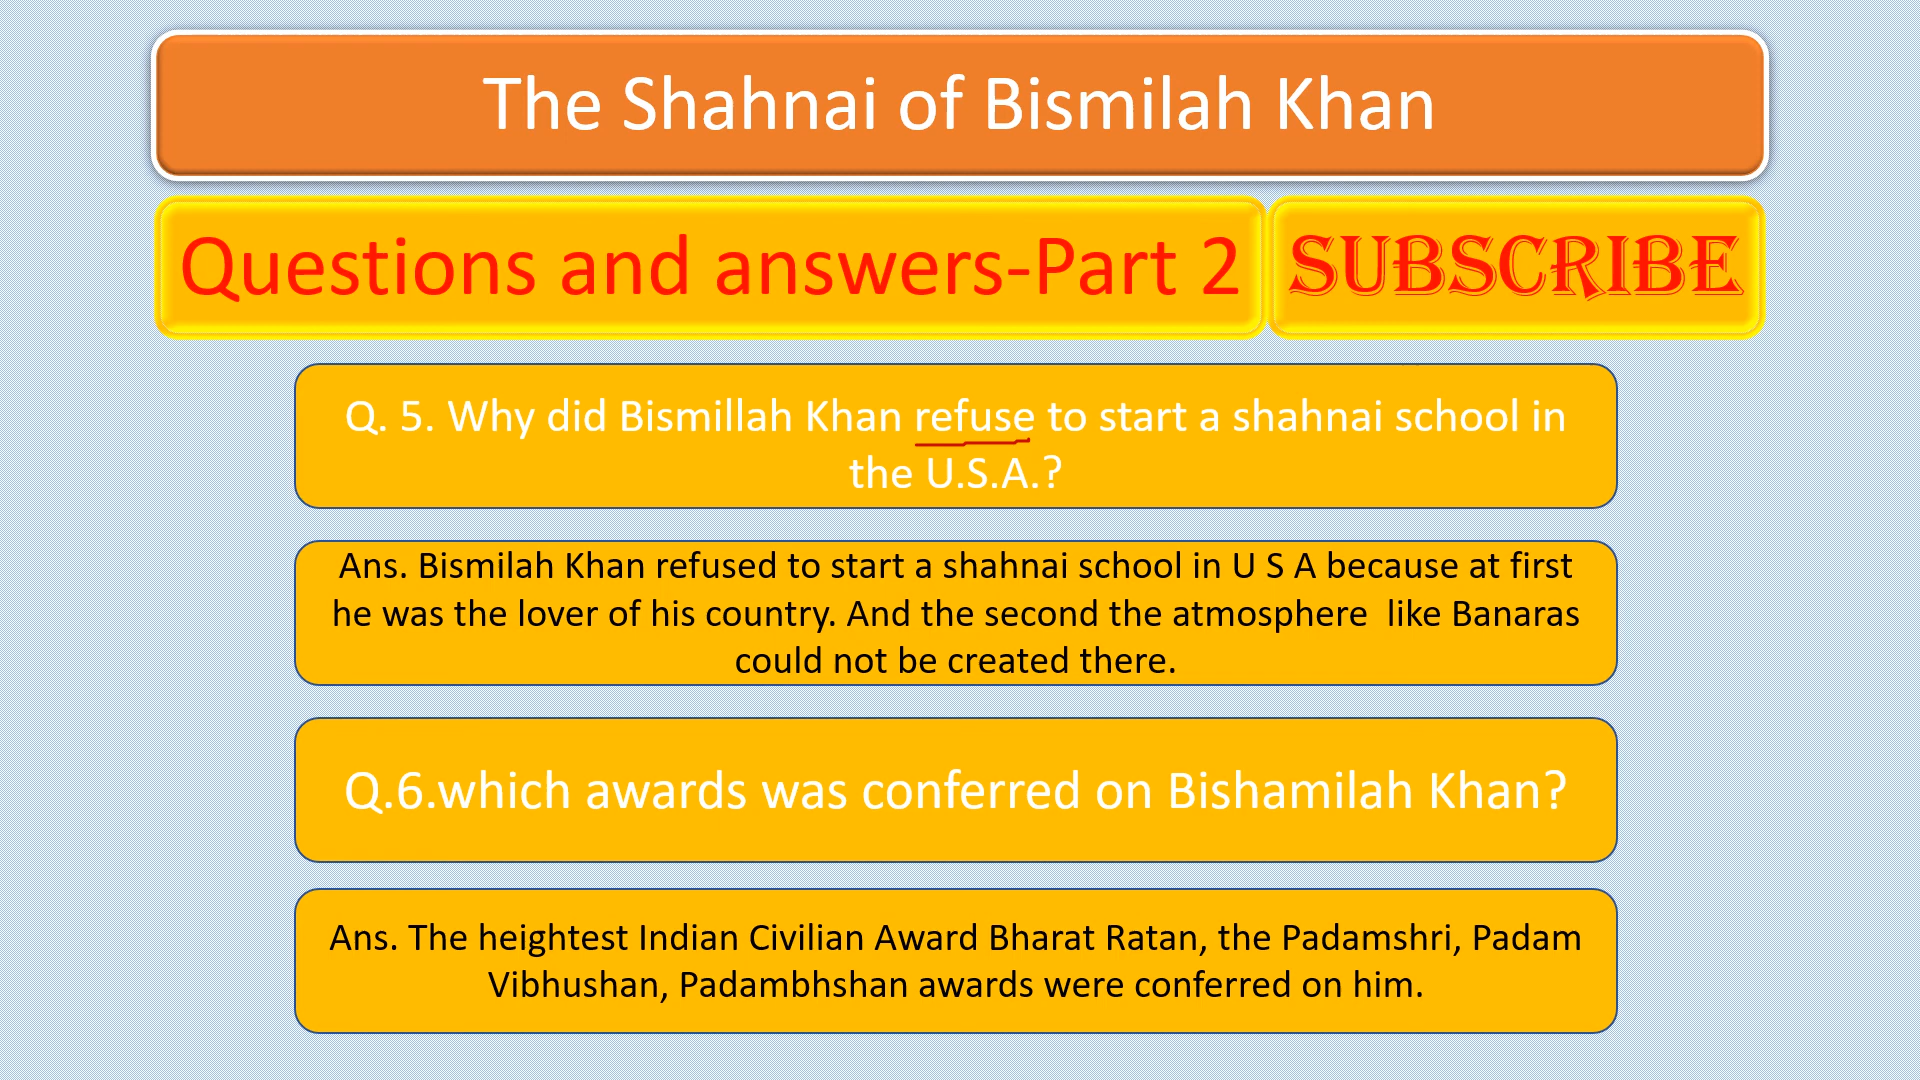 The Shahnai of Bismilah Khan
Questions and answers-Part 2
SUBSCRIBE
Q. 5. Why did Bismillah Khan refuse to start a shahnai school in
the U.S.A.?
Ans. Bismilah Khan refused to start a shahnai school in U S A because at first
he was the lover of his country. And the second the atmosphere like Banaras
could not be created there.
Q.6.which awards was conferred on Bishamilah Khan?
Ans. The heightest Indian Civilian Award Bharat Ratan, the Padamshri, Padam
Vibhushan, Padambhshan awards were conferred on him.